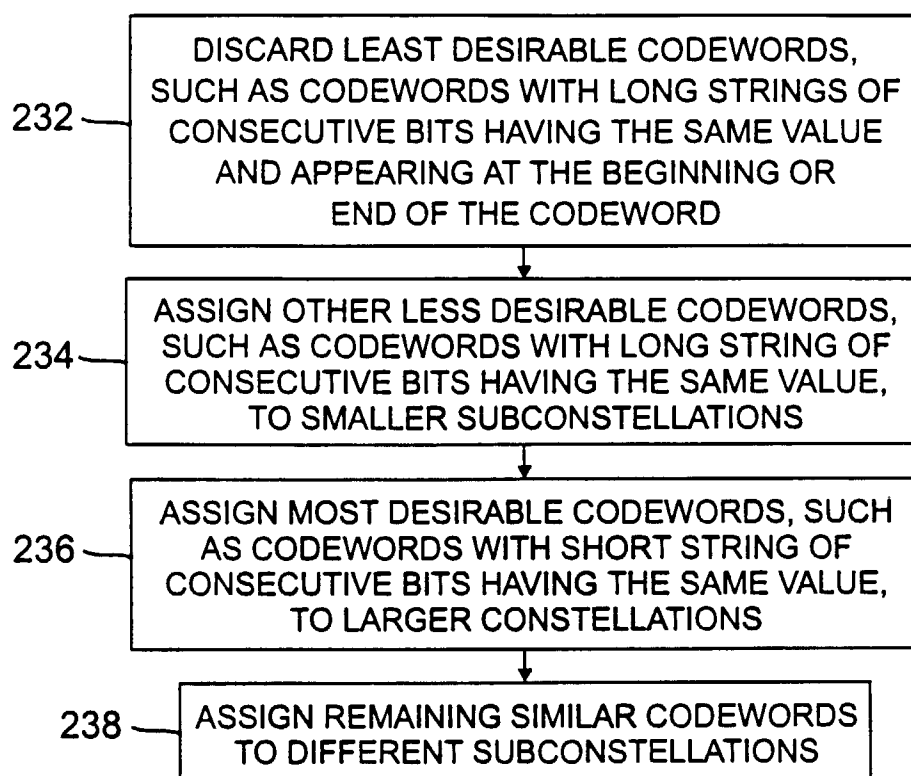 DISCARD LEAST DESIRABLE CODEWORDS,
SUCH AS CODEWORDS WITH LONG STRINGS OF
232
CONSECUTIVE BITS HAVING THE SAME VALUE
AND APPEARING AT THE BEGINNING OR
END OF THE CODEWORD
ASSIGN OTHER LESS DESIRABLE CODEWORDS,
234
SUCH AS CODEWORDS WITH LONG STRING OF
CONSECUTIVE BITS HAVING THE SAME VALUE,
TO SMALLER SUBCONSTELLATIONS
ASSIGN MOST DESIRABLE CODEWORDS, SUCH
236
AS CODEWORDS WITH SHORT STRING OF
CONSECUTIVE BITS HAVING THE SAME VALUE,
TO LARGER CONSTELLATIONS
238
ASSIGN REMAINING SIMILAR CODEWORDS
TO DIFFERENT SUBCONSTELLATIONS